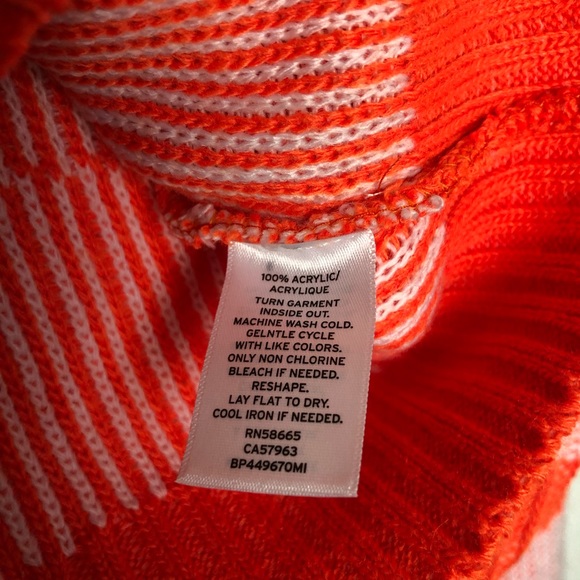 100% ACRYLIC/
ACRYLIQUE
TURN GARMENT
INDSIDE OUT.
MACHINE WASH COLD.
GELNTLE CYCLE
WITH LIKE COLORS.
ONLY NON CHLORINE
BLEACH IF NEEDED.
RESHAPE.
LAY FLAT TO DRY.
COOL IRON IF NEEDED.
RN58665
CA57963
BP449670MI